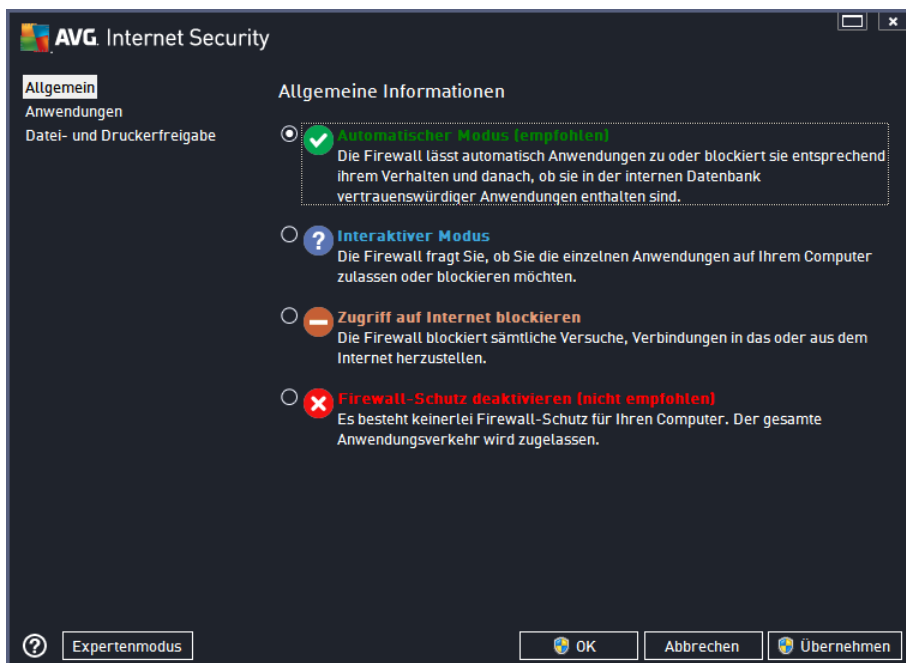 AVG. Internet Security
Allgemein
Anwendungen
Datei- und Druckerfreigabe
Allgemeine Informationen
Automatischer Modus (empfohlen)
Die Firewall lässt automatisch Anwendungen zu oder blockiert sie entsprechend
ihrem Verhalten und danach, ob sie in der internen Datenbank
vertrauenswürdiger Anwendungen enthalten sind.
Interaktiver Modus
Die Firewall fragt Sie, ob Sie die einzelnen Anwendungen auf Ihrem Computer
zulassen oder blockieren möchten.
Zugriff auf Internet blockieren
Die Firewall blockiert sämtliche Versuche, Verbindungen in das oder aus dem
Internet herzustellen.
Firewall-Schutz deaktivieren (nicht empfohlen)
Es besteht keinerlei Firewall-Schutz für Ihren Computer. Der gesamte
Anwendungsverkehr wird zugelassen.
Expertenmodus
OK
Abbrechen
Übernehmen